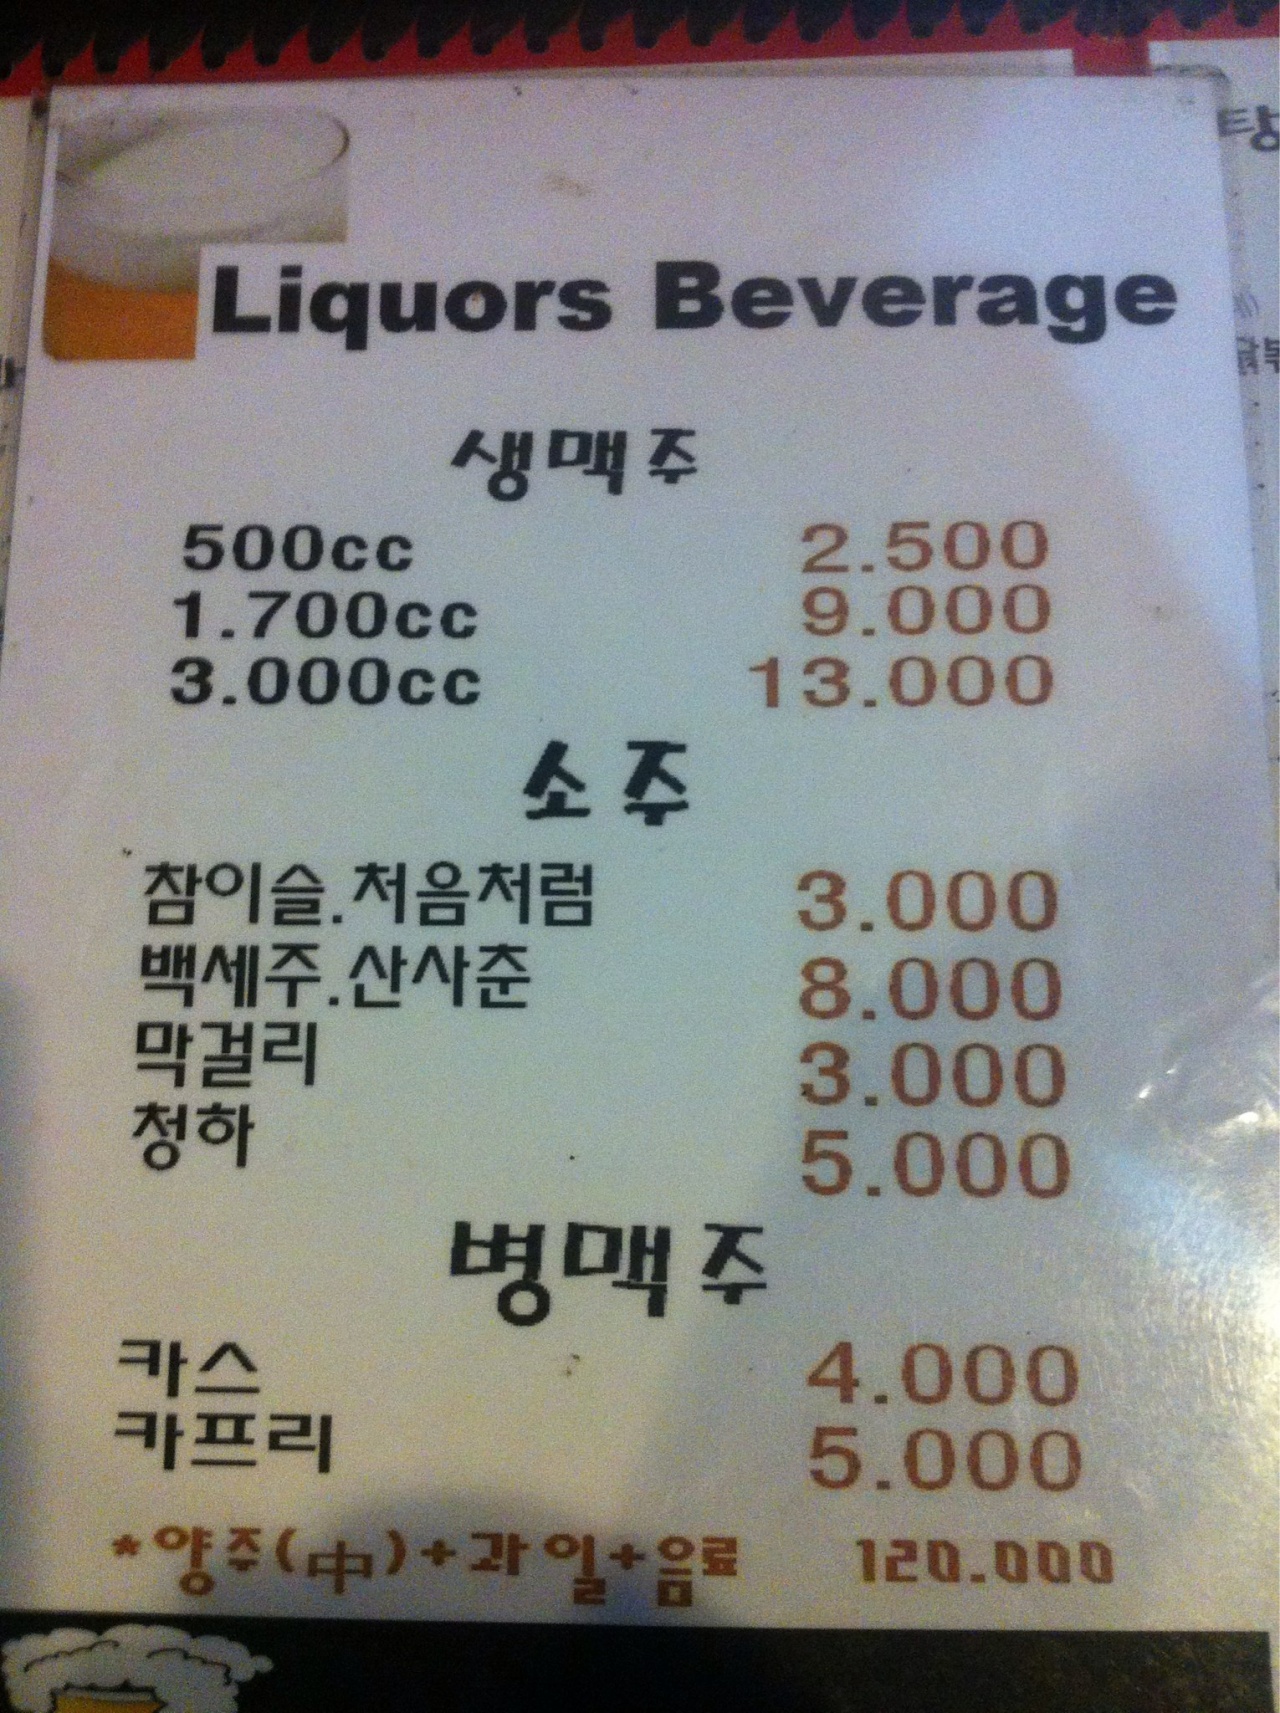 Liquors Beverage
생맥주
500cc 2.500
1.700cc 9.000
3.000cc 13.000
소주
참이슬.처음처럼 3.000
백세주.산사춘 8.000
막걸리 3.000
청하 5.000
병맥주
카스 4.000
카프리 5.000
*양주(中)+과일+음료 120.000
탕